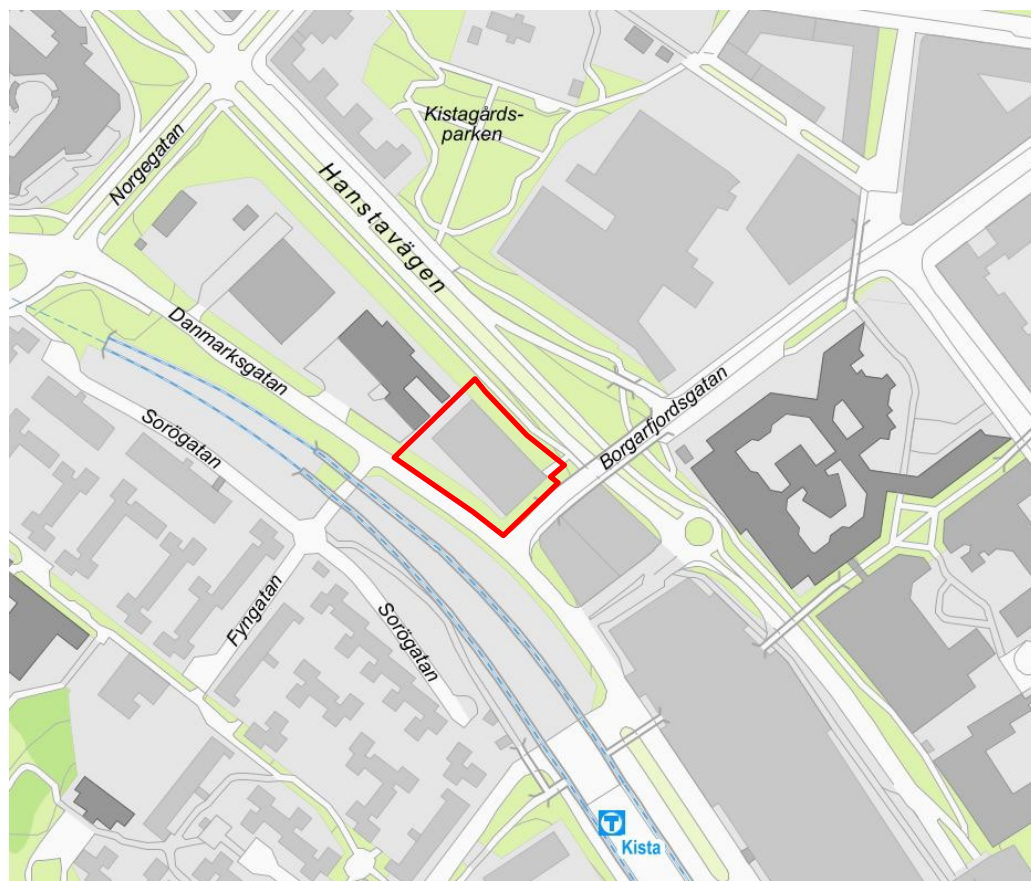 Kistagårds-
parken
Norgegatan
Hanstavägen
Danmarksgatan
Borgarfjordsgatan
Sorögatan
Fyngatan
Sorögatan
T
Kista